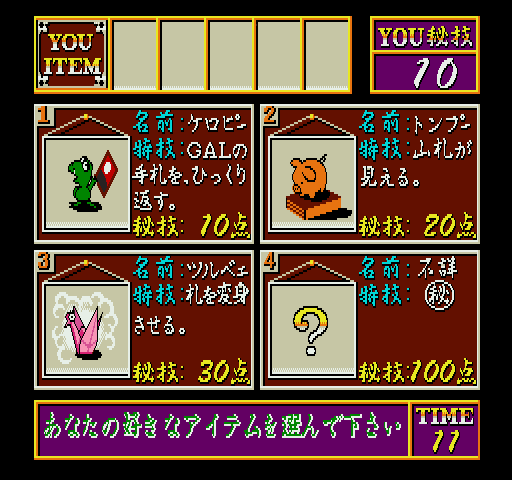 YOU
ITEM
YOU秘技
10
1
名前:ケロピー
特技:GALの
手札を、ひっくり
返す。
秘技: 10点
2
名前:トンプー
特技:ふ札が
見える。
秘技: 20点
3
名前:ツルベェ
特技:札を変身
させる。
秘技: 30点
4
名前:不詳
特技:㊙
秘技:100点
?
あなたの好きなアイテムを選んで下さい
TIME
11